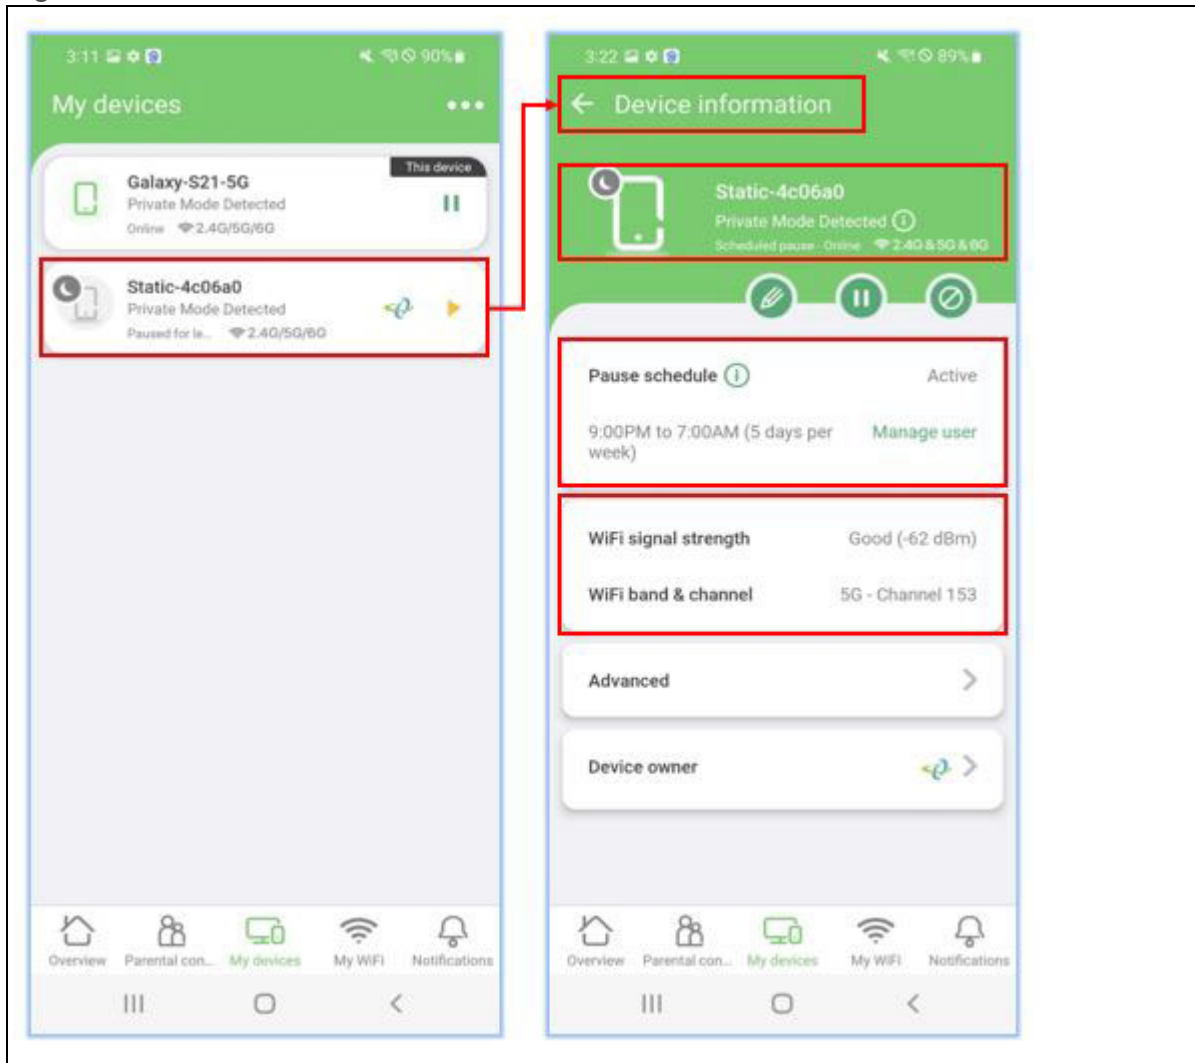 3:11 90%
My devices
This device
Galaxy-S21-5G
Private Mode Detected
Online 2.4G/5G/6G
Static-4c06a0
Private Mode Detected
Paused for le... 2.4G/5G/6G
Overview Parental con... My devices My WiFi Notifications
3:22 89%
Device information
Static-4c06a0
Private Mode Detected
Scheduled pause · Online 2.4G & 5G & 6G
Pause schedule Active
9:00PM to 7:00AM (5 days per
week)
Manage user
WiFi signal strength Good (-62 dBm)
WiFi band & channel 5G - Channel 153
Advanced
Device owner
Overview Parental con... My devices My WiFi Notifications